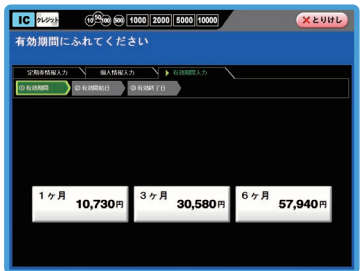 IC クレジット 10 50 100 500 1000 2000 5000 10000 ×とりけし
有効期間にふれてください
定期券情報入力 個人情報入力 ▶ 有効期間入力
① 有効期間 ② 有効開始日 ③ 有効終了日
1ヶ月 10,730円
3ヶ月 30,580円
6ヶ月 57,940円